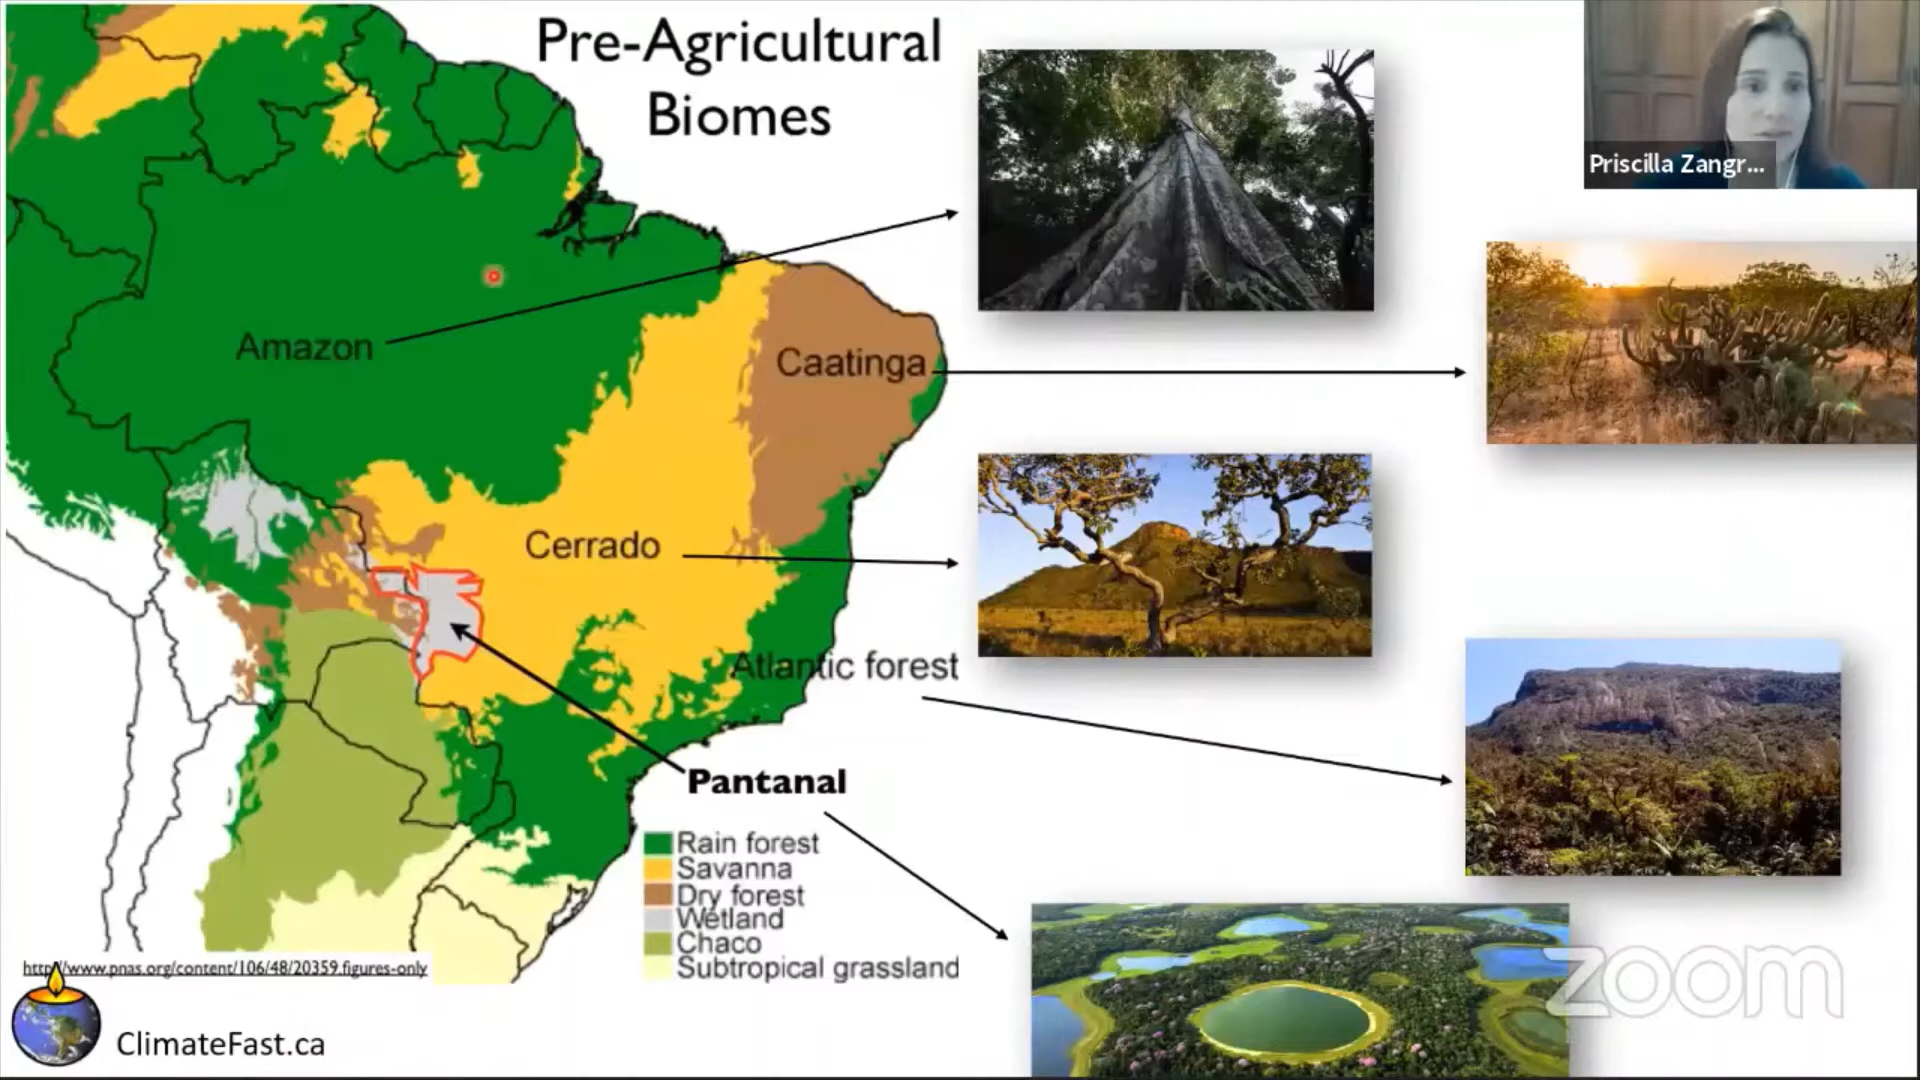 Pre-Agricultural
Biomes
Priscilla Zangr...
Amazon
Caatinga
Cerrado
Atlantic forest
Pantanal
Rain forest
Savanna
Dry forest
Wetland
Chaco
Subtropical grassland
http://www.pnas.org/content/106/48/20359.figures-only
ClimateFast.ca
zoom